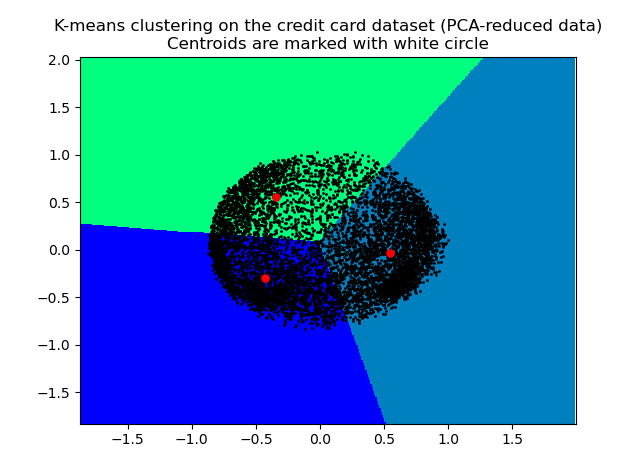 K-means clustering on the credit card dataset (PCA-reduced data)
Centroids are marked with white circle
2.0
1.5
1.0
0.5
0.0
−0.5
−1.0
−1.5
−1.5 −1.0 −0.5 0.0 0.5 1.0 1.5